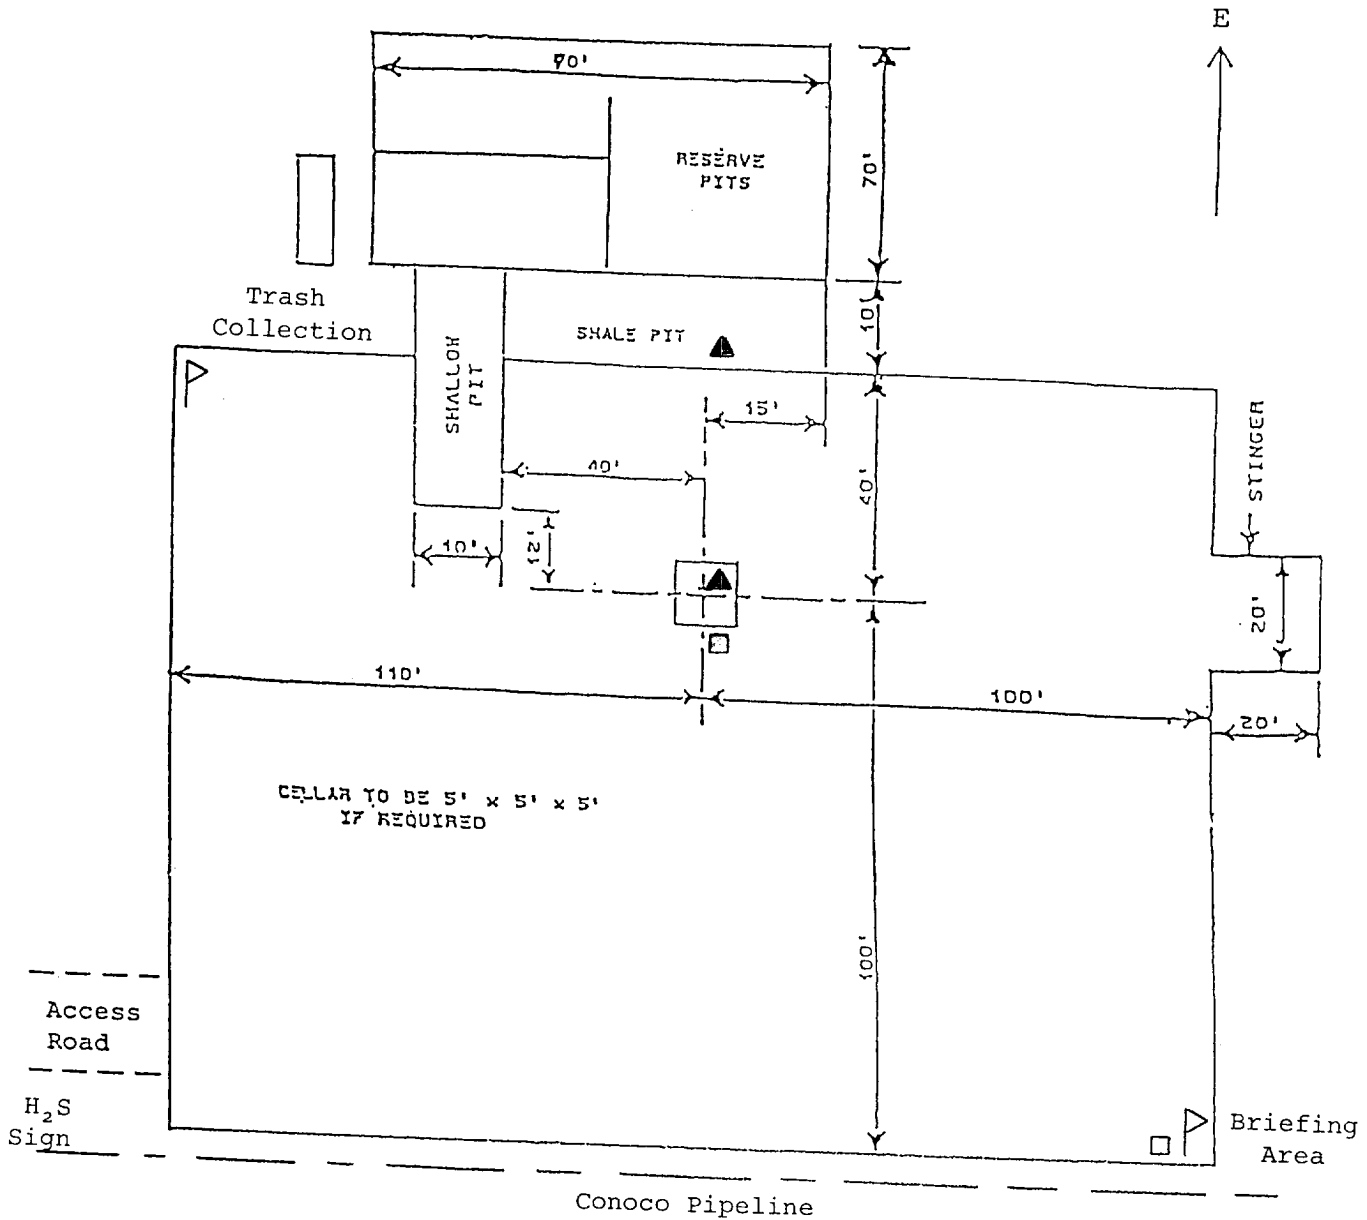 E
90'
70'
RESERVE
PITS
Trash
Collection
10'
SHALE PIT
SHALLOW
PIT
15'
STINGER
40'
40'
10'
12'
20'
110'
100'
20'
CELLAR TO BE 5' x 5' x 5'
IF REQUIRED
100'
Access
Road
H₂S
Sign
Briefing
Area
Conoco Pipeline